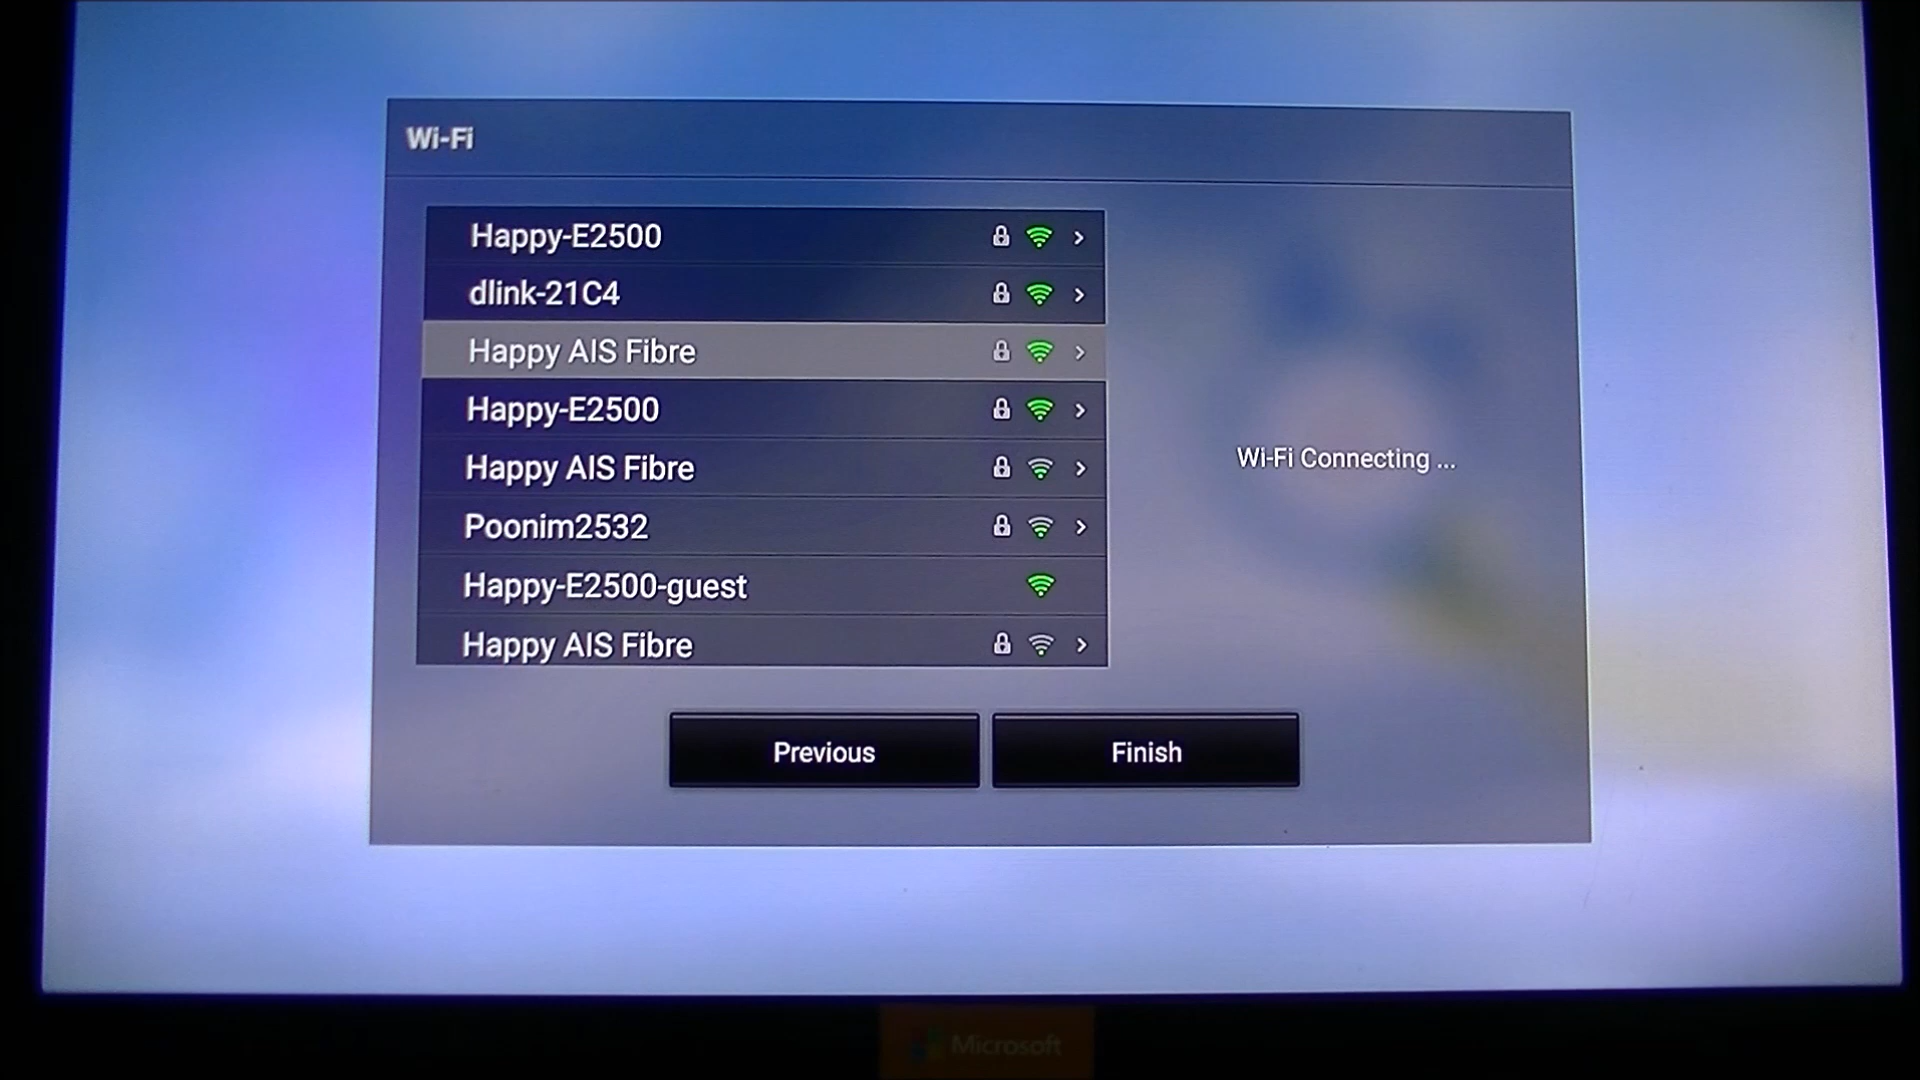 Wi-Fi
Happy-E2500
dlink-21C4
Happy AIS Fibre
Happy-E2500
Happy AIS Fibre
Poonim2532
Happy-E2500-guest
Happy AIS Fibre
Wi-Fi Connecting ...
Previous
Finish
Microsoft